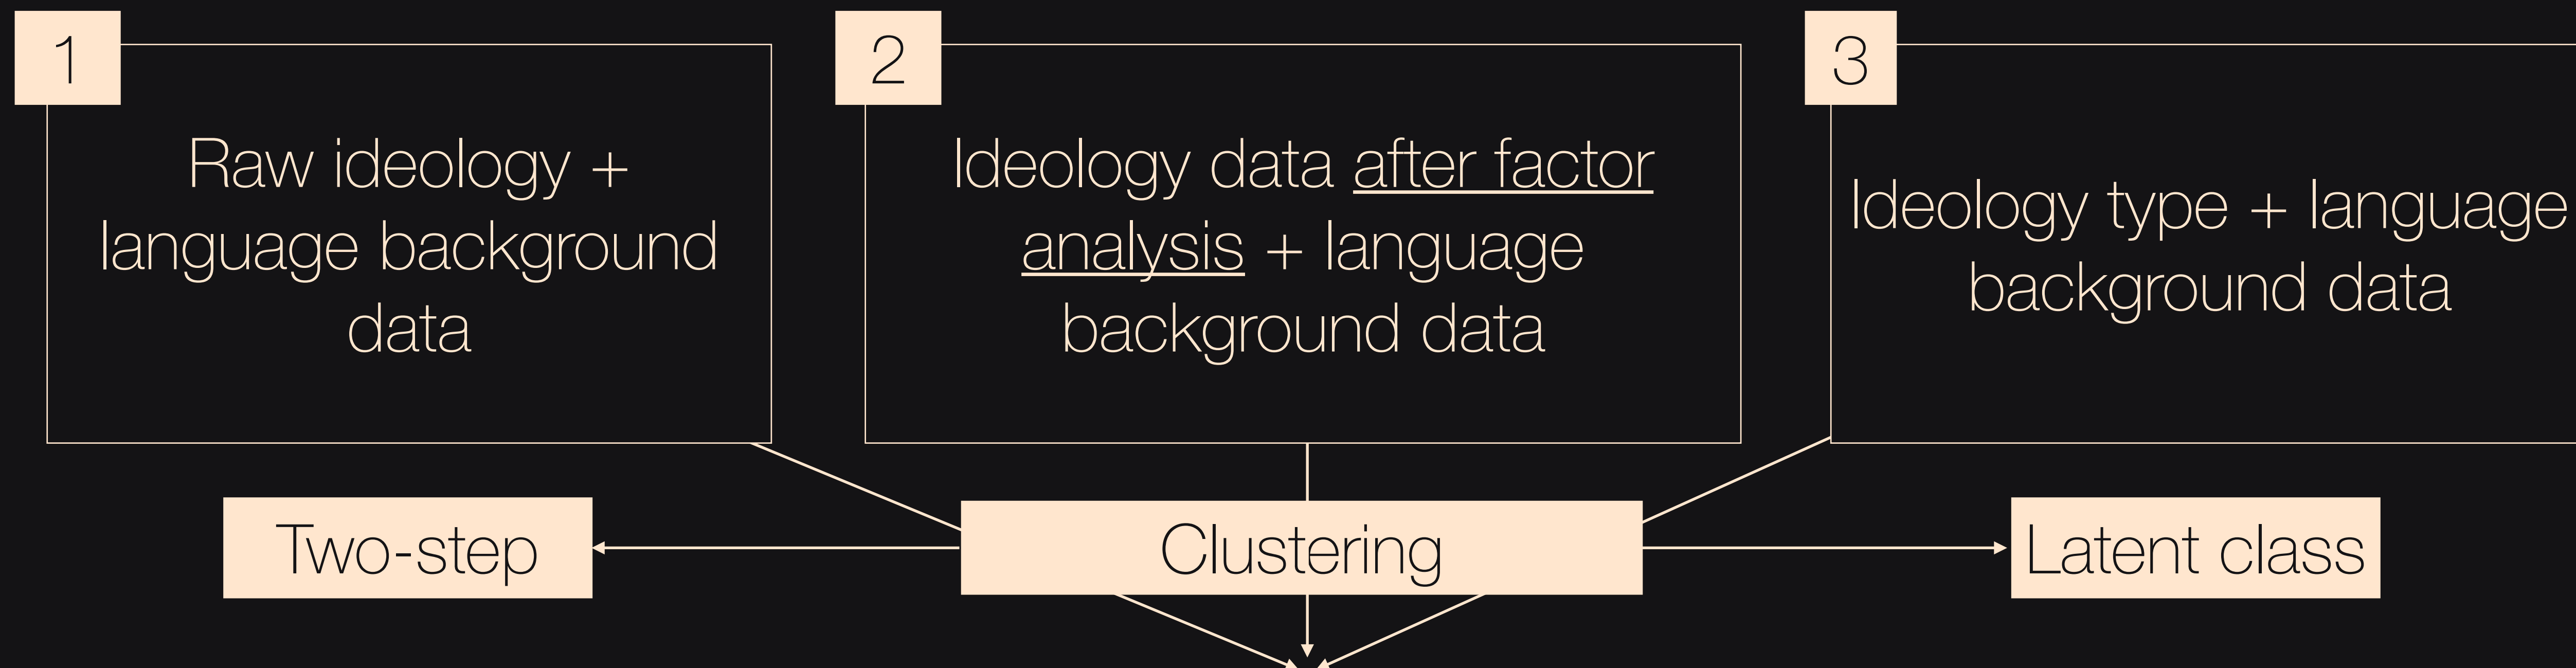 1
Raw ideology +
language background
data
2
Ideology data after factor
analysis + language
background data
3
Ideology type + language
background data
Two-step
Clustering
Latent class